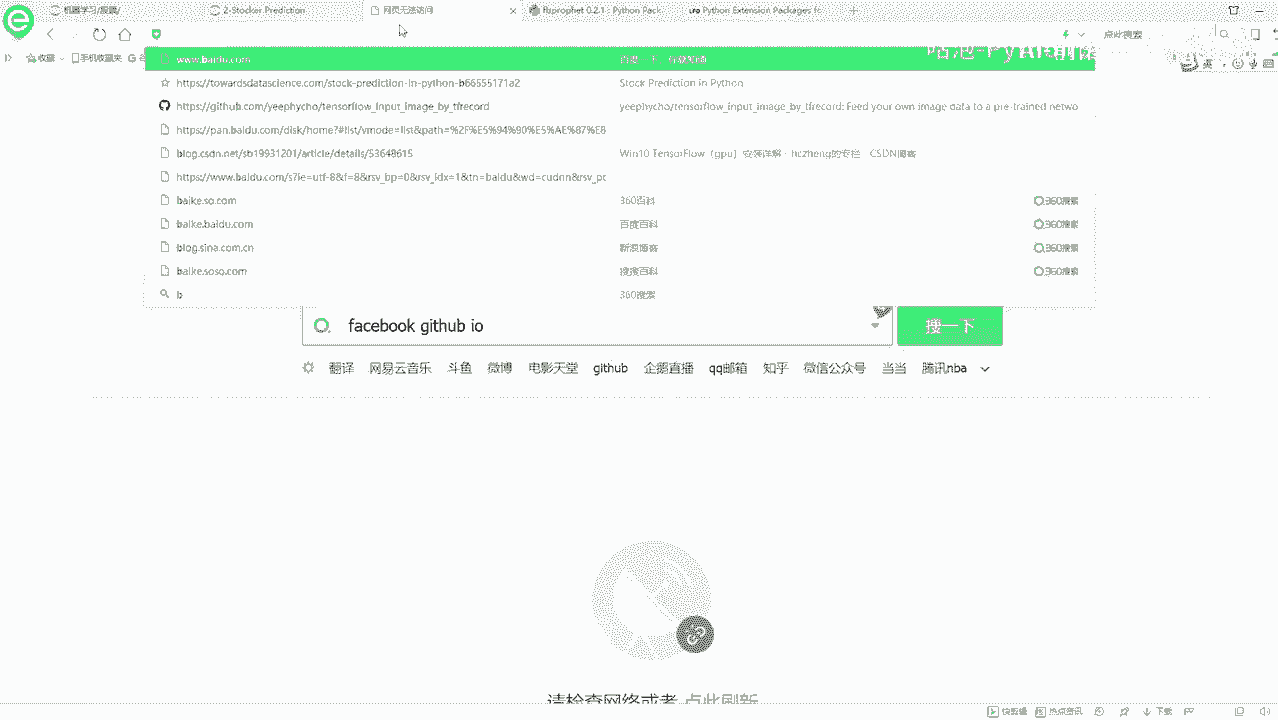 机器学习/股票/
2-Stocker Prediction
网页无法访问
fbprophet 0.2.1 : Python Pack
Python Extension Packages fo
点此搜索
收藏
手机收藏夹
www.baidu.com
https://towardsdatascience.com/stock-prediction-in-python-b66555171a2 Stock Prediction in Python
https://github.com/yeephycho/tensorflow_input_image_by_tfrecord yeephycho/tensorflow_input_image_by_tfrecord: Feed your own image data to a pre-trained netwo
https://pan.baidu.com/disk/home?#list/vmode=list&path=%2F%E5%94%90%E5%AE%87%E8
blog.csdn.net/sb19931201/article/details/53648615 Win10 TensorFlow（gpu）安装详解 - hczheng的专栏 - CSDN博客
https://www.baidu.com/s?ie=utf-8&f=8&rsv_bp=0&rsv_idx=1&tn=baidu&wd=cudnn&rsv_pc
baike.so.com 360百科 360搜索
baike.baidu.com 百度百科 360搜索
blog.sina.com.cn 新浪博客 360搜索
baike.soso.com 搜搜百科 360搜索
b 360搜索
facebook github io 搜一下
翻译 网易云音乐 斗鱼 微博 电影天堂 github 企鹅直播 qq邮箱 知乎 微信公众号 当当 腾讯nba
请检查网络或者 点此刷新
快剪辑 热点资讯 下载